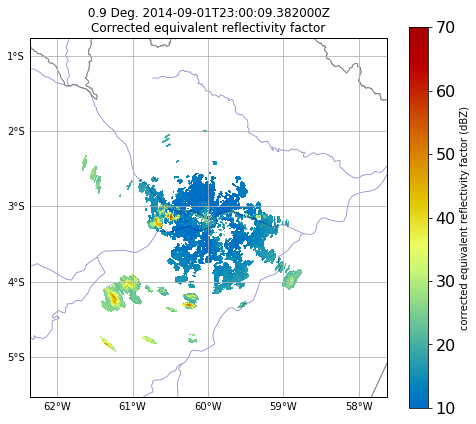 0.9 Deg. 2014-09-01T23:00:09.382000Z
Corrected equivalent reflectivity factor
1°S
2°S
3°S
4°S
5°S
62°W
61°W
60°W
59°W
58°W
70
60
50
40
30
20
10
corrected equivalent reflectivity factor (dBZ)